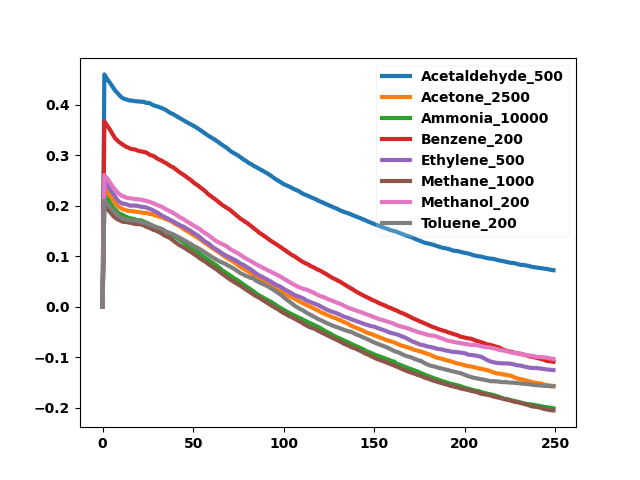 Acetaldehyde_500
Acetone_2500
Ammonia_10000
Benzene_200
Ethylene_500
Methane_1000
Methanol_200
Toluene_200
0.4
0.3
0.2
0.1
0.0
−0.1
−0.2
0 50 100 150 200 250